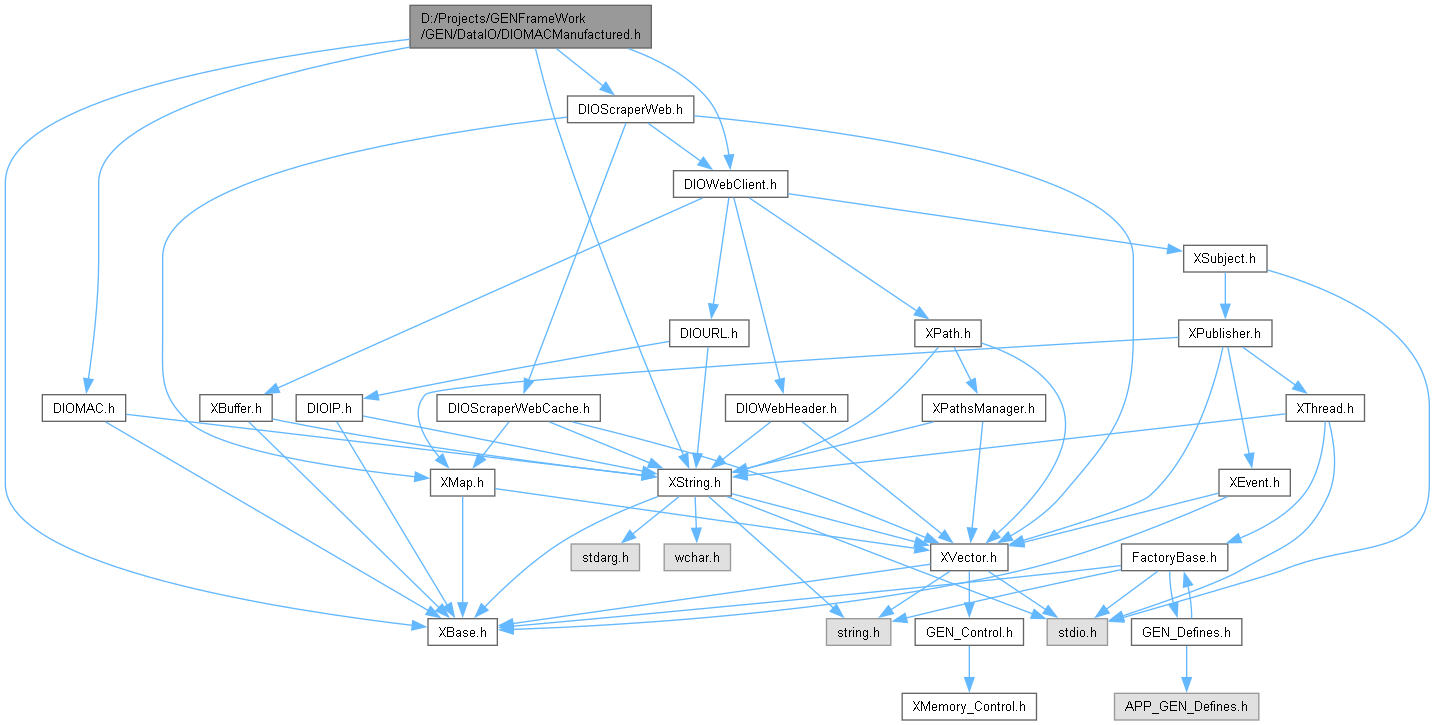 D:/Projects/GENFrameWork
/GEN/DataIO/DIOMACManufactured.h
DIOScraperWeb.h
DIOWebClient.h
XSubject.h
DIOURL.h
XPath.h
XPublisher.h
DIOMAC.h
XBuffer.h
DIOIP.h
DIOScraperWebCache.h
DIOWebHeader.h
XPathsManager.h
XThread.h
XMap.h
XString.h
XEvent.h
stdarg.h
wchar.h
XVector.h
FactoryBase.h
XBase.h
string.h
GEN_Control.h
stdio.h
GEN_Defines.h
XMemory_Control.h
APP_GEN_Defines.h